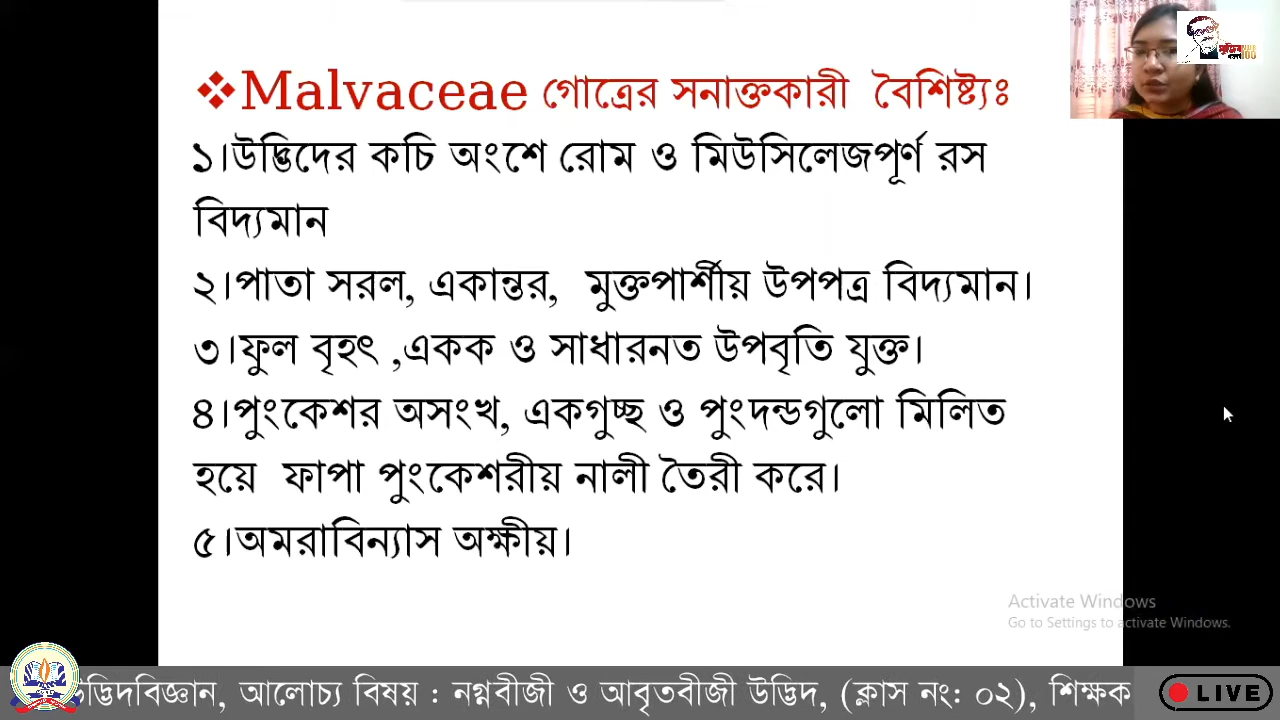 ❖Malvaceae গোত্রের সনাক্তকারী বৈশিষ্ট্যঃ
১।উদ্ভিদের কচি অংশে রোম ও মিউসিলেজপূর্ণ রস
বিদ্যমান
২।পাতা সরল, একান্তর, মুক্তপার্শীয় উপপত্র বিদ্যমান।
৩।ফুল বৃহৎ ,একক ও সাধারনত উপবৃতি যুক্ত।
৪।পুংকেশর অসংখ, একগুচ্ছ ও পুংদন্ডগুলো মিলিত
হয়ে ফাপা পুংকেশরীয় নালী তৈরী করে।
৫।অমরাবিন্যাস অক্ষীয়।
Activate Windows
Go to Settings to activate Windows.
উদ্ভিদবিজ্ঞান, আলোচ্য বিষয় : নগ্নবীজী ও আবৃতবীজী উদ্ভিদ, (ক্লাস নং: ০২), শিক্ষক
LIVE